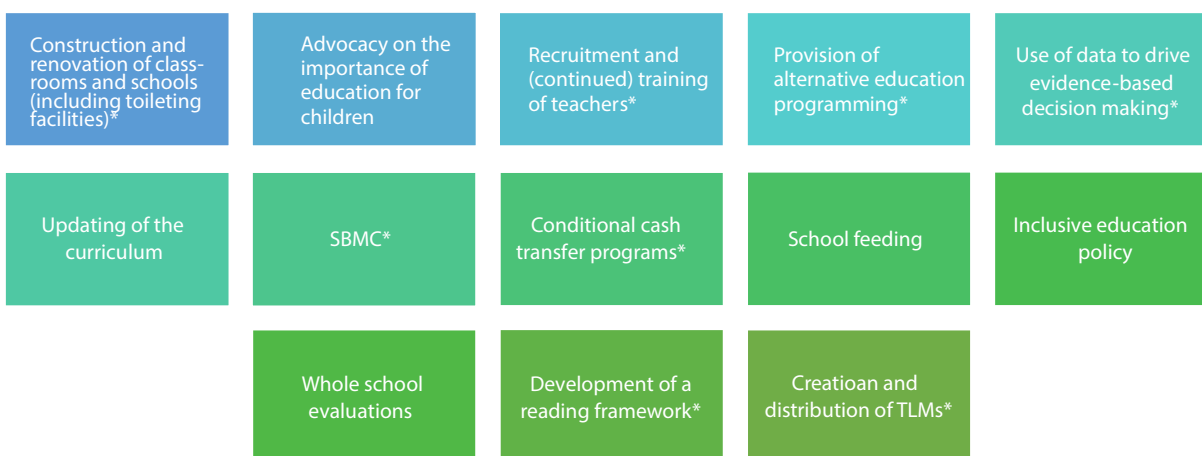 Construction and
renovation of class-
rooms and schools
(including toileting
facilities)*
Advocacy on the
importance of
education for
children
Recruitment and
(continued) training
of teachers*
Provision of
alternative education
programming*
Use of data to drive
evidence-based
decision making*
Updating of the
curriculum
SBMC*
Conditional cash
transfer programs*
School feeding
Inclusive education
policy
Whole school
evaluations
Development of a
reading framework*
Creatioan and
distribution of TLMs*